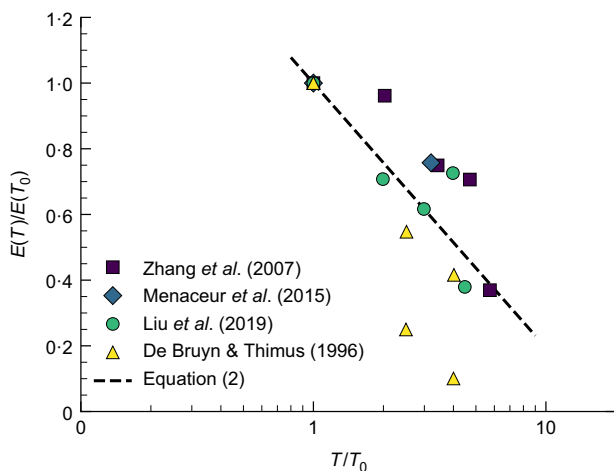 1·2
1·0
0·8
0·6
0·4
0·2
0
E(T)/E(T₀)
Zhang et al. (2007)
Menaceur et al. (2015)
Liu et al. (2019)
De Bruyn & Thimus (1996)
Equation (2)
0 1 10
T/T₀